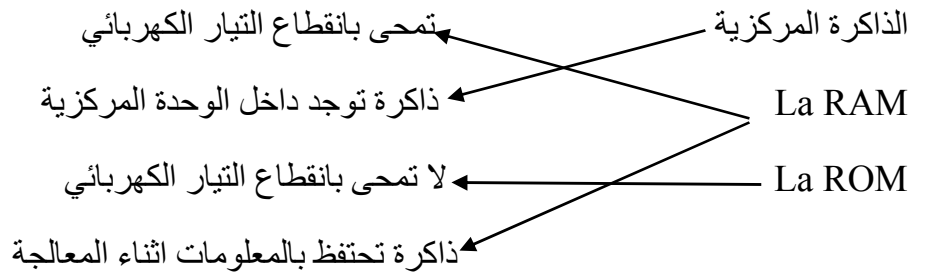 الذاكرة المركزية تمحى بانقطاع التيار الكهربائي
La RAM ذاكرة توجد داخل الوحدة المركزية
La ROM لا تمحى بانقطاع التيار الكهربائي
ذاكرة تحتفظ بالمعلومات اثناء المعالجة